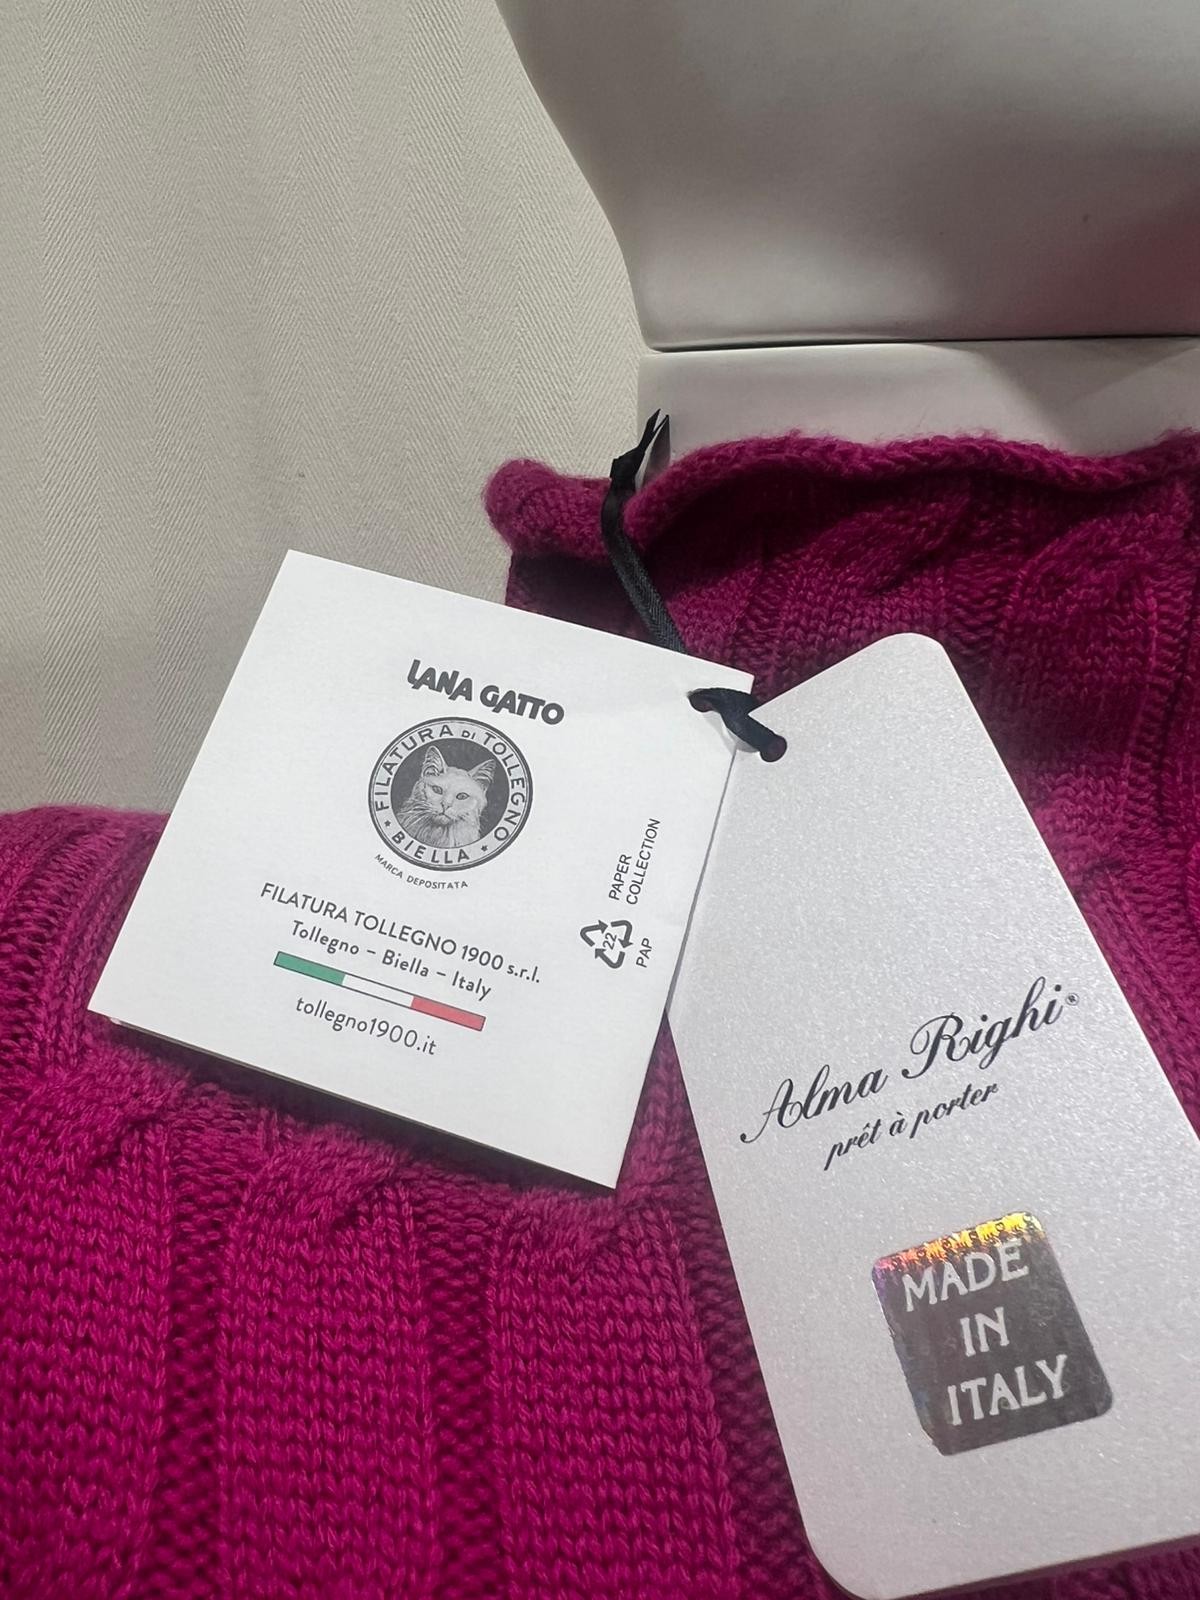 LANA GATTO
FILATURA DI TOLLEGNO
* BIELLA *
MARCA DEPOSITATA
FILATURA TOLLEGNO 1900 s.r.l.
Tollegno – Biella – Italy
tollegno1900.it
PAPER
COLLECTION
22
PAP
Alma Righi®
prêt à porter
MADE
IN
ITALY